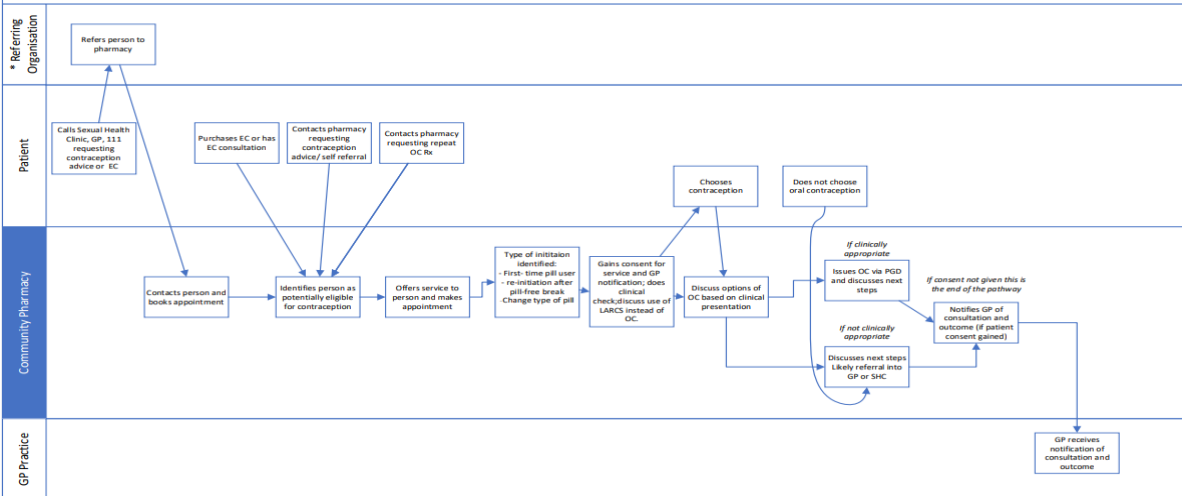 * Referring
Organisation
Refers person to
pharmacy
Patient
Calls Sexual Health
Clinic, GP, 111
requesting
contraception
advice or EC
Purchases EC or has
EC consultation
Contacts pharmacy
requesting
contraception
advice/ self referral
Contacts pharmacy
requesting repeat
OC Rx
Chooses
contraception
Does not choose
oral contraception
Community Pharmacy
Contacts person and
books appointment
Identifies person as
potentially eligible
for contraception
Offers service to
person and makes
appointment
Type of inititaion
identified:
- First- time pill user
- re-initiation after
pill-free break
- Change type of pill
Gains consent for
service and GP
notification; does
clinical
check;discuss use of
LARCS instead of
OC.
Discuss options of
OC based on clinical
presentation
If clinically
appropriate
Issues OC via PGD
and discusses next
steps
If not clinically
appropriate
Discusses next steps
Likely referral into
GP or SHC
If consent not given this is
the end of the pathway
Notifies GP of
consultation and
outcome (if patient
consent gained)
GP Practice
GP receives
notification of
consultation and
outcome